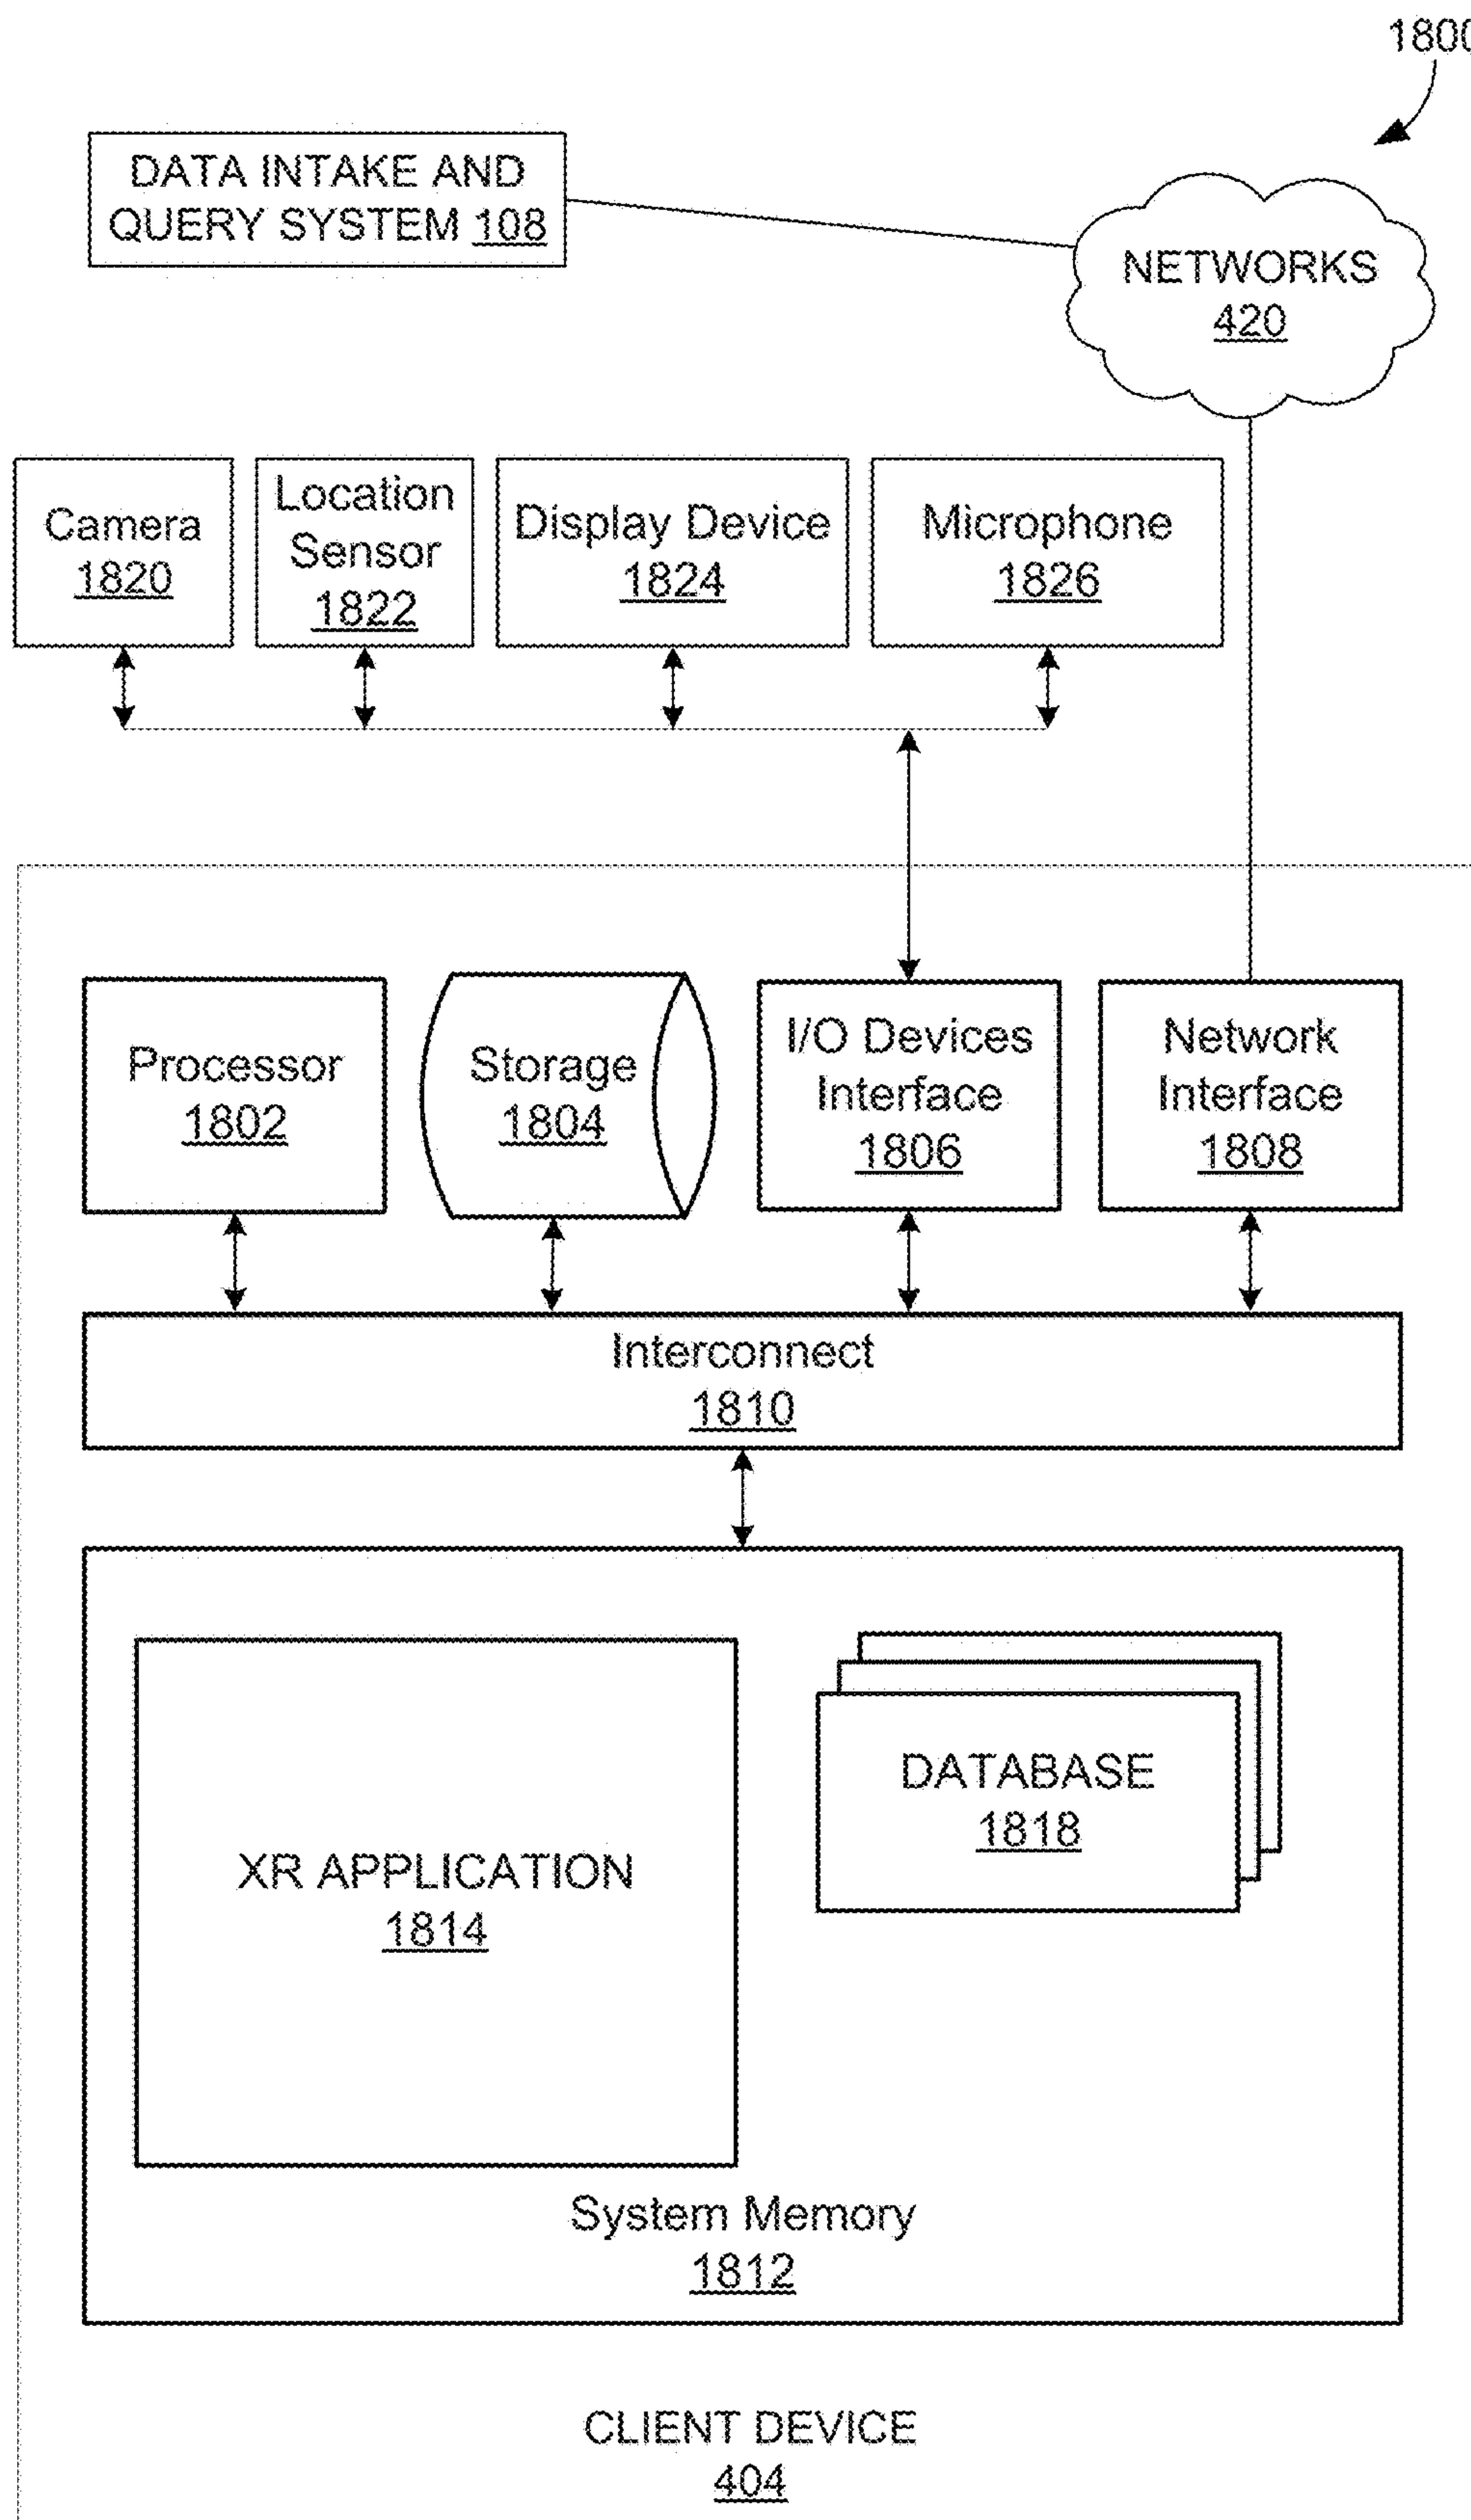 1800
DATA INTAKE AND
QUERY SYSTEM 108
NETWORKS
420
Camera
1820
Location
Sensor
1822
Display Device
1824
Microphone
1826
Processor
1802
Storage
1804
I/O Devices
Interface
1806
Network
Interface
1808
Interconnect
1810
XR APPLICATION
1814
DATABASE
1818
System Memory
1812
CLIENT DEVICE
404